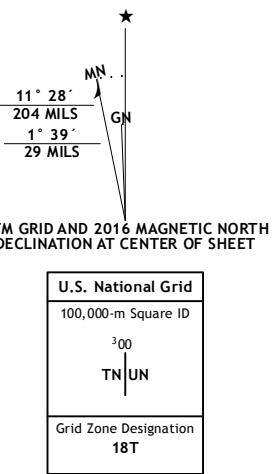 ★
MN
GN
11° 28´
204 MILS
1° 39´
29 MILS
TM GRID AND 2016 MAGNETIC NORTH
DECLINATION AT CENTER OF SHEET
U.S. National Grid
100,000-m Square ID
³00
TN UN
Grid Zone Designation
18T